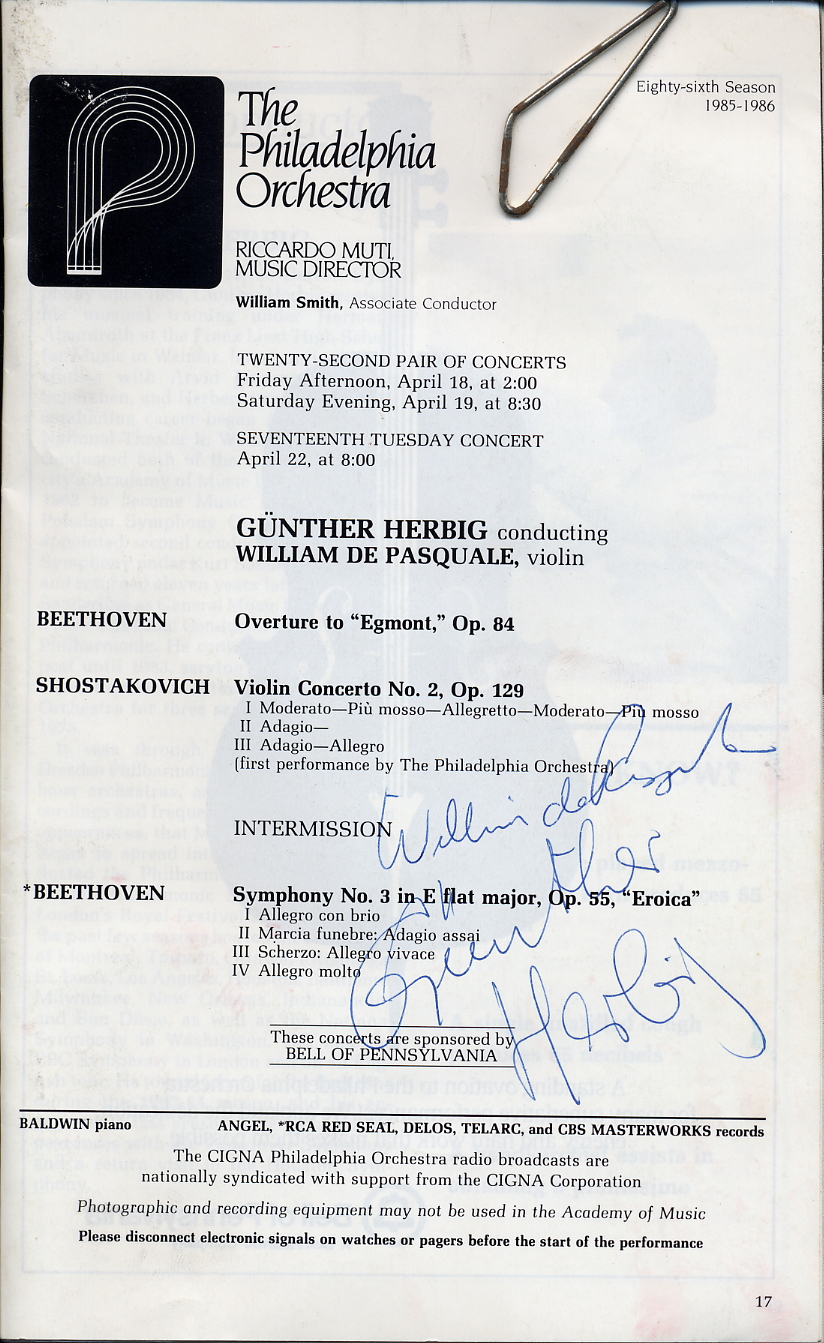 Eighty-sixth Season
1985-1986
The
Philadelphia
Orchestra
RICCARDO MUTI,
MUSIC DIRECTOR
William Smith, Associate Conductor
TWENTY-SECOND PAIR OF CONCERTS
Friday Afternoon, April 18, at 2:00
Saturday Evening, April 19, at 8:30
SEVENTEENTH TUESDAY CONCERT
April 22, at 8:00
GÜNTHER HERBIG conducting
WILLIAM DE PASQUALE, violin
BEETHOVEN Overture to “Egmont,” Op. 84
SHOSTAKOVICH Violin Concerto No. 2, Op. 129
I Moderato—Più mosso—Allegretto—Moderato—Più mosso
II Adagio—
III Adagio—Allegro
(first performance by The Philadelphia Orchestra)
William de Pasquale
INTERMISSION
*BEETHOVEN Symphony No. 3 in E flat major, Op. 55, “Eroica”
I Allegro con brio
II Marcia funebre: Adagio assai
III Scherzo: Allegro vivace
IV Allegro molto
Guenther
Herbig
These concerts are sponsored by
BELL OF PENNSYLVANIA
BALDWIN piano ANGEL, *RCA RED SEAL, DELOS, TELARC, and CBS MASTERWORKS records
The CIGNA Philadelphia Orchestra radio broadcasts are
nationally syndicated with support from the CIGNA Corporation
Photographic and recording equipment may not be used in the Academy of Music
Please disconnect electronic signals on watches or pagers before the start of the performance
17